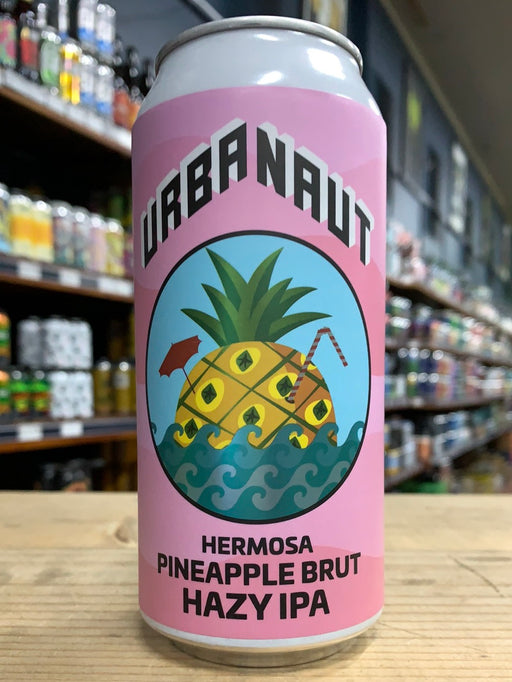 URBANAUT
HERMOSA
PINEAPPLE BRUT
HAZY IPA